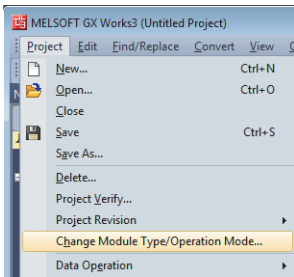 MELSOFT GX Works3 (Untitled Project)
Project Edit Find/Replace Convert View
New... Ctrl+N
Open... Ctrl+O
Close
Save Ctrl+S
Save As...
Delete...
Project Verify...
Project Revision
Change Module Type/Operation Mode...
Data Operation